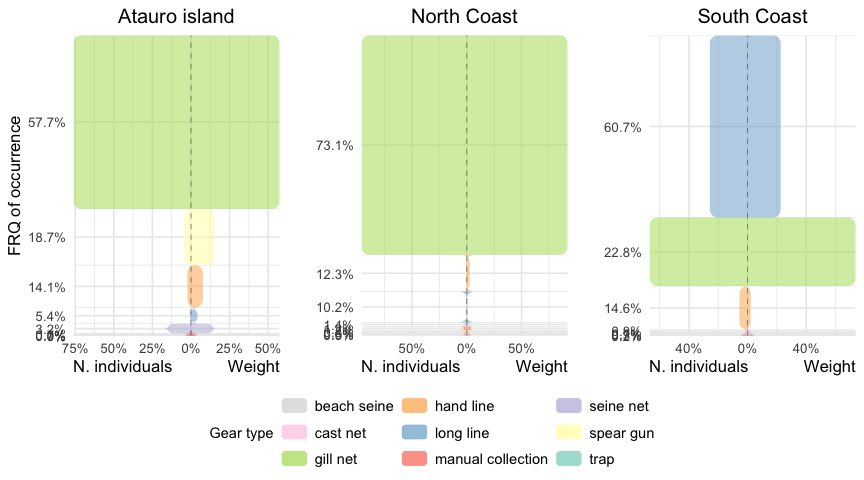 Atauro island
North Coast
South Coast
FRQ of occurrence
57.7%
18.7%
14.1%
5.4%
3.2%
73.1%
12.3%
10.2%
1.4%
60.7%
22.8%
14.6%
75% 50% 25% 0% 25% 50%
50% 0% 50%
40% 0% 40%
N. individuals Weight
N. individuals Weight
N. individuals Weight
Gear type
beach seine
cast net
gill net
hand line
long line
manual collection
seine net
spear gun
trap